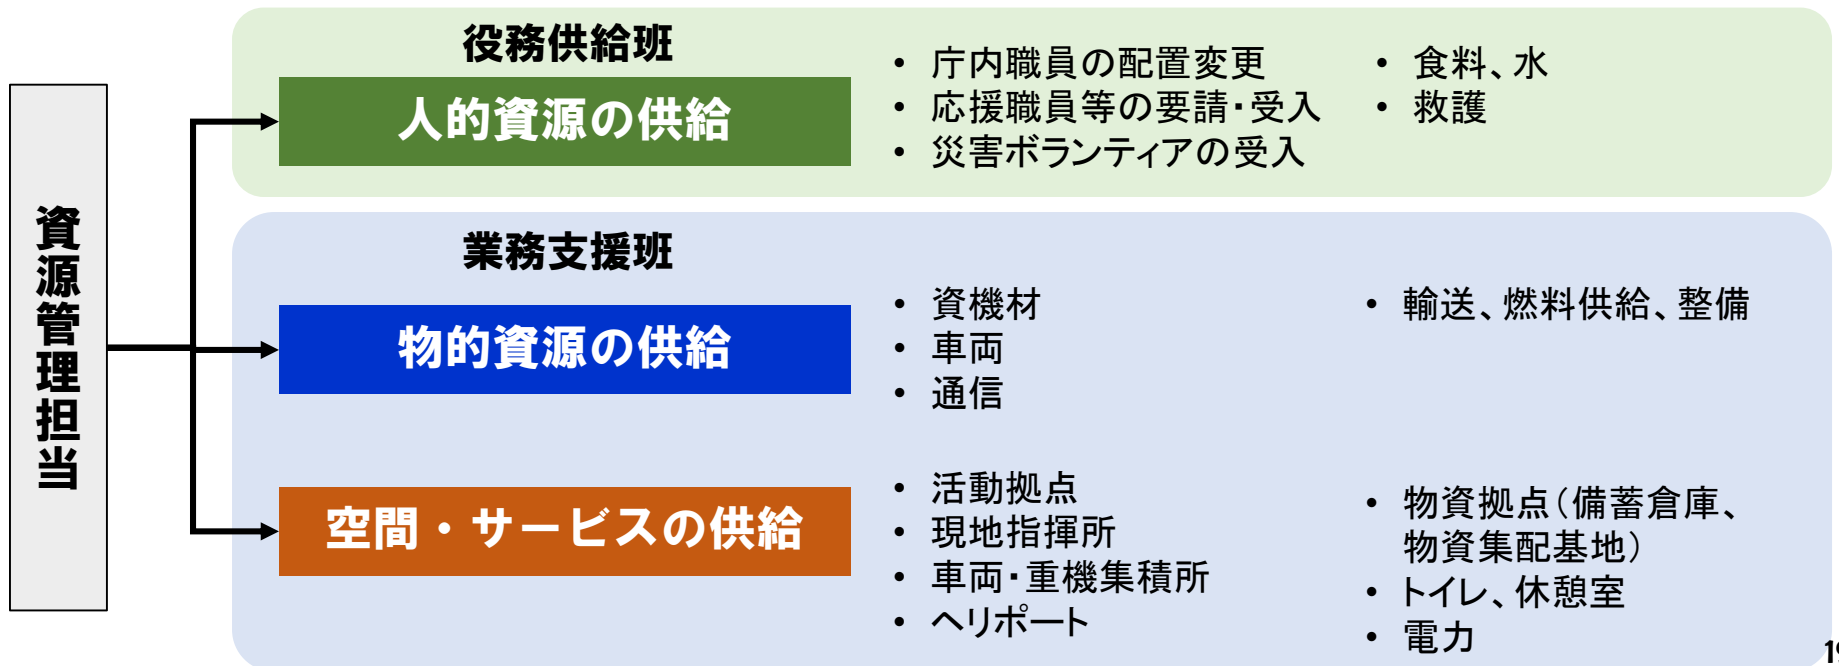 資源管理担当
役務供給班
人的資源の供給
• 庁内職員の配置変更
• 応援職員等の要請・受入
• 災害ボランティアの受入
• 食料、水
• 救護
業務支援班
物的資源の供給
• 資機材
• 車両
• 通信
• 輸送、燃料供給、整備
空間・サービスの供給
• 活動拠点
• 現地指揮所
• 車両・重機集積所
• ヘリポート
• 物資拠点（備蓄倉庫、
物資集配基地）
• トイレ、休憩室
• 電力